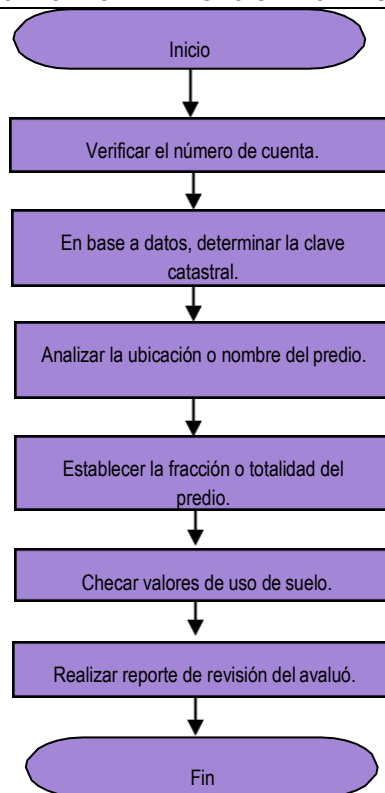 Inicio
Verificar el número de cuenta.
En base a datos, determinar la clave
catastral.
Analizar la ubicación o nombre del predio.
Establecer la fracción o totalidad del
predio.
Checar valores de uso de suelo.
Realizar reporte de revisión del avaluó.
Fin